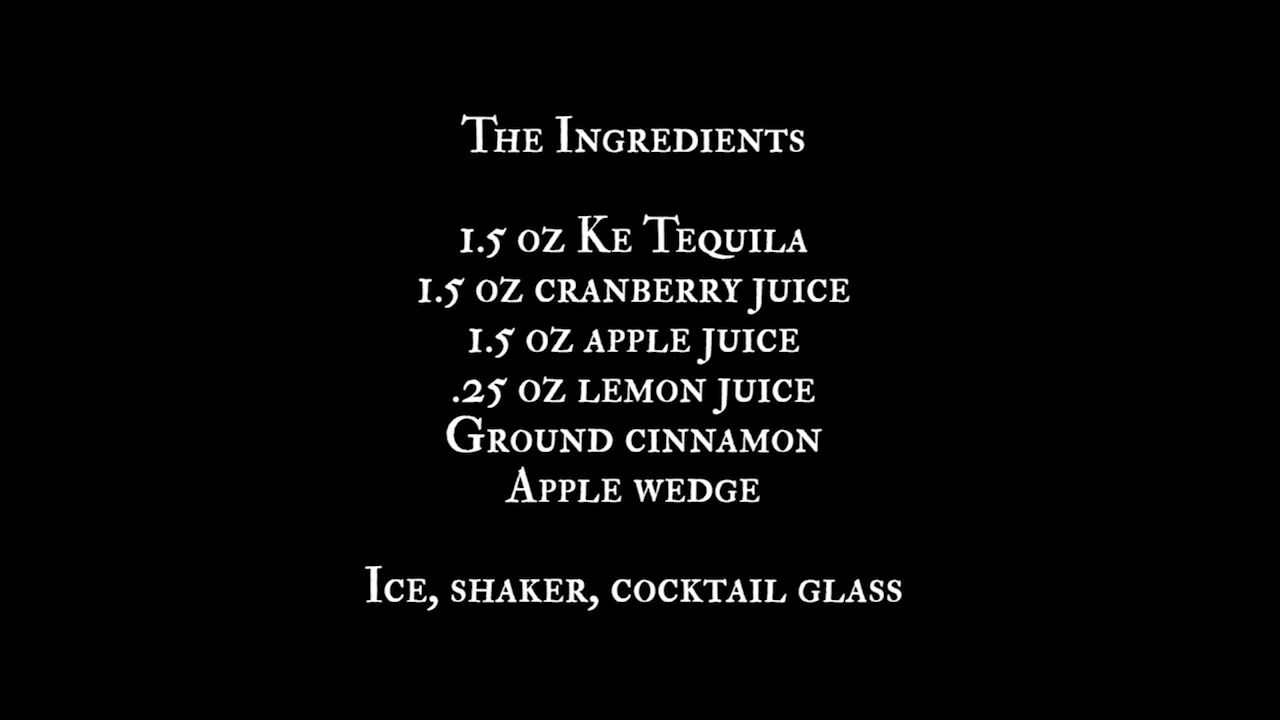 The Ingredients
1.5 oz Ke Tequila
1.5 oz cranberry juice
1.5 oz apple juice
.25 oz lemon juice
Ground cinnamon
Apple wedge
Ice, shaker, cocktail glass